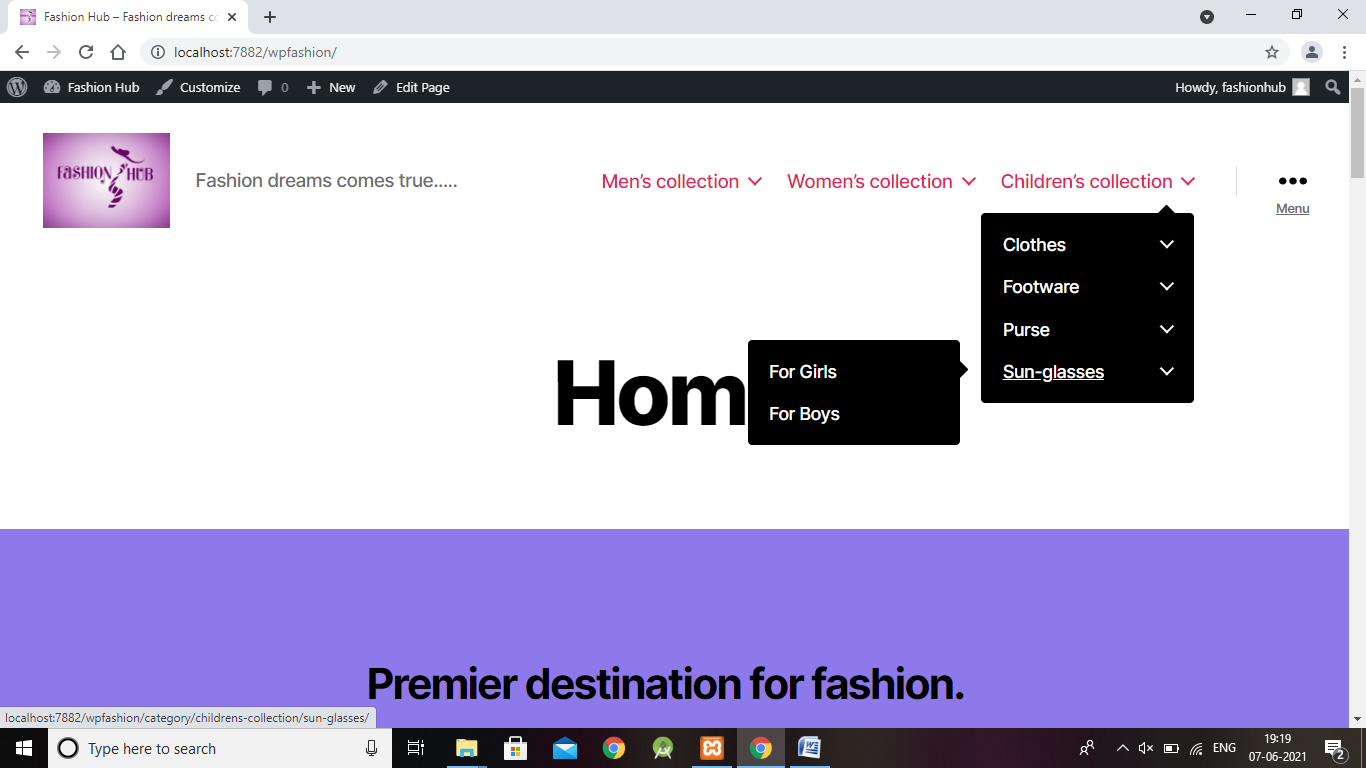 Fashion Hub – Fashion dreams co
localhost:7882/wpfashion/
Fashion Hub Customize 0 New Edit Page Howdy, fashionhub
FASHION HUB
Fashion dreams comes true.....
Men's collection Women's collection Children's collection
Menu
Clothes
Footware
Purse
Sun-glasses
For Girls
For Boys
Hom
Premier destination for fashion.
localhost:7882/wpfashion/category/childrens-collection/sun-glasses/
Type here to search
ENG
19:19
07-06-2021
2